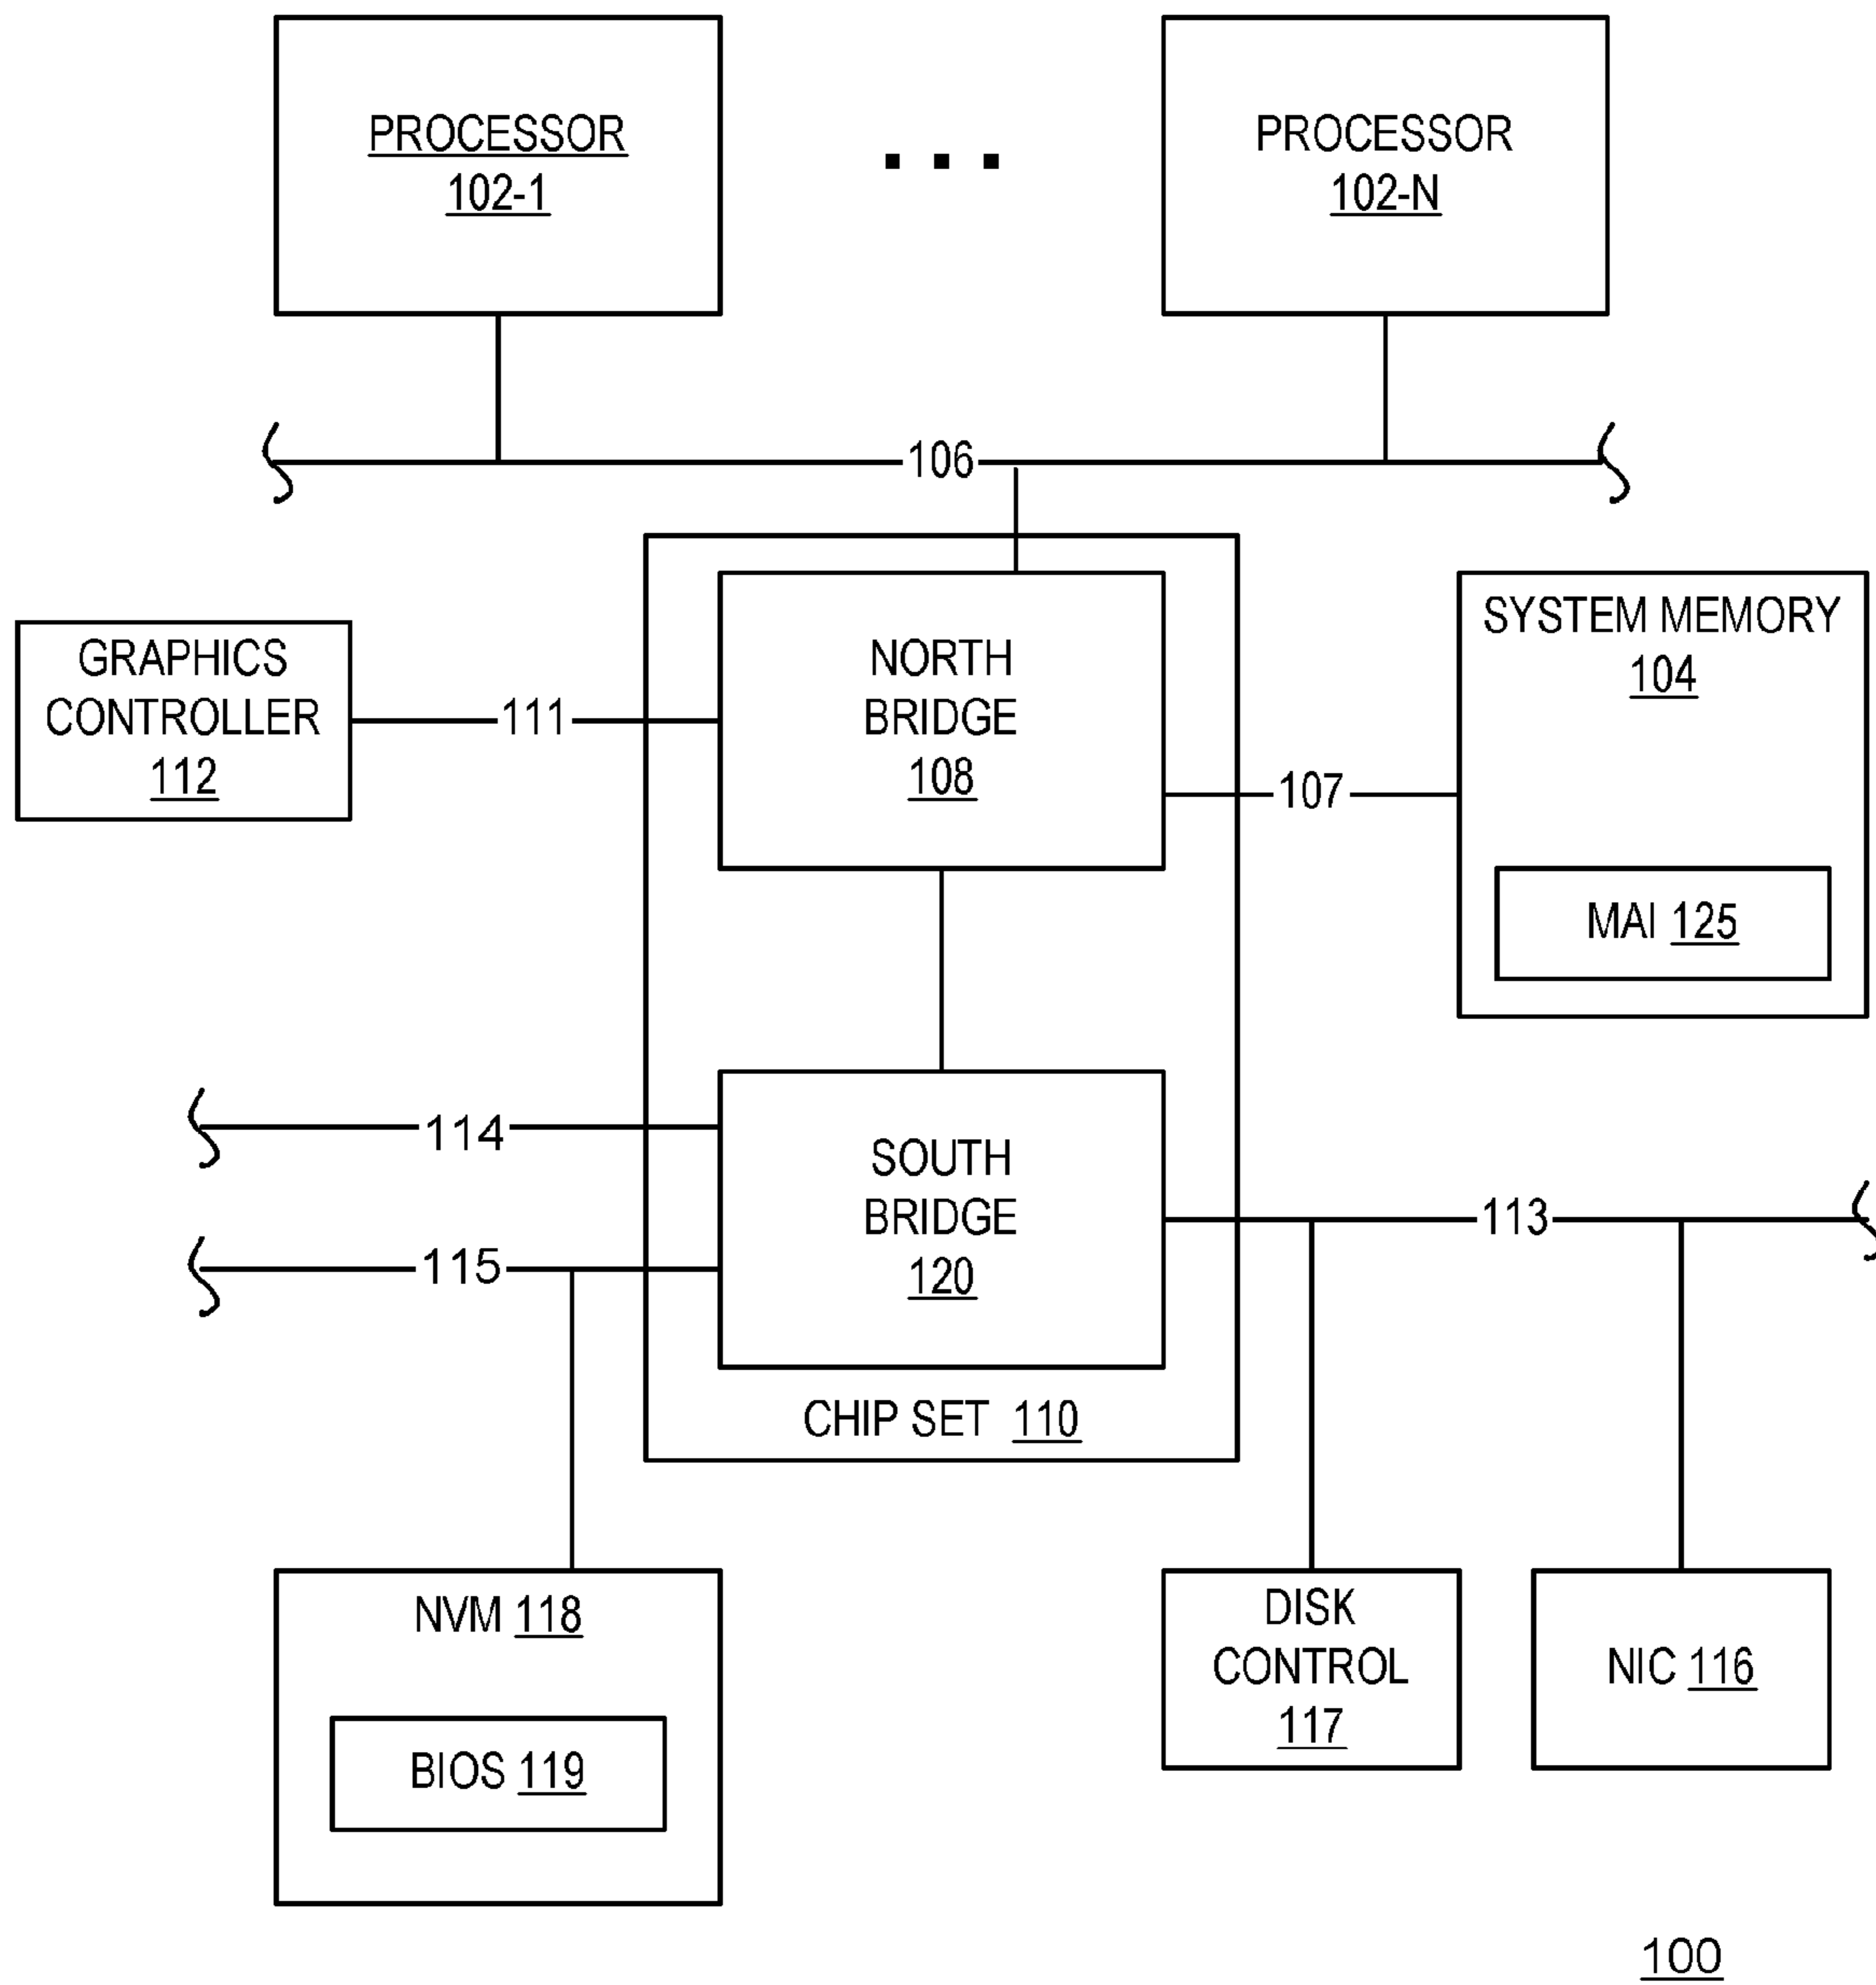 PROCESSOR
102-1
PROCESSOR
102-N
106
GRAPHICS
CONTROLLER
112
111
NORTH
BRIDGE
108
107
SYSTEM MEMORY
104
MAI 125
114
115
SOUTH
BRIDGE
120
113
CHIP SET 110
NVM 118
BIOS 119
DISK
CONTROL
117
NIC 116
100